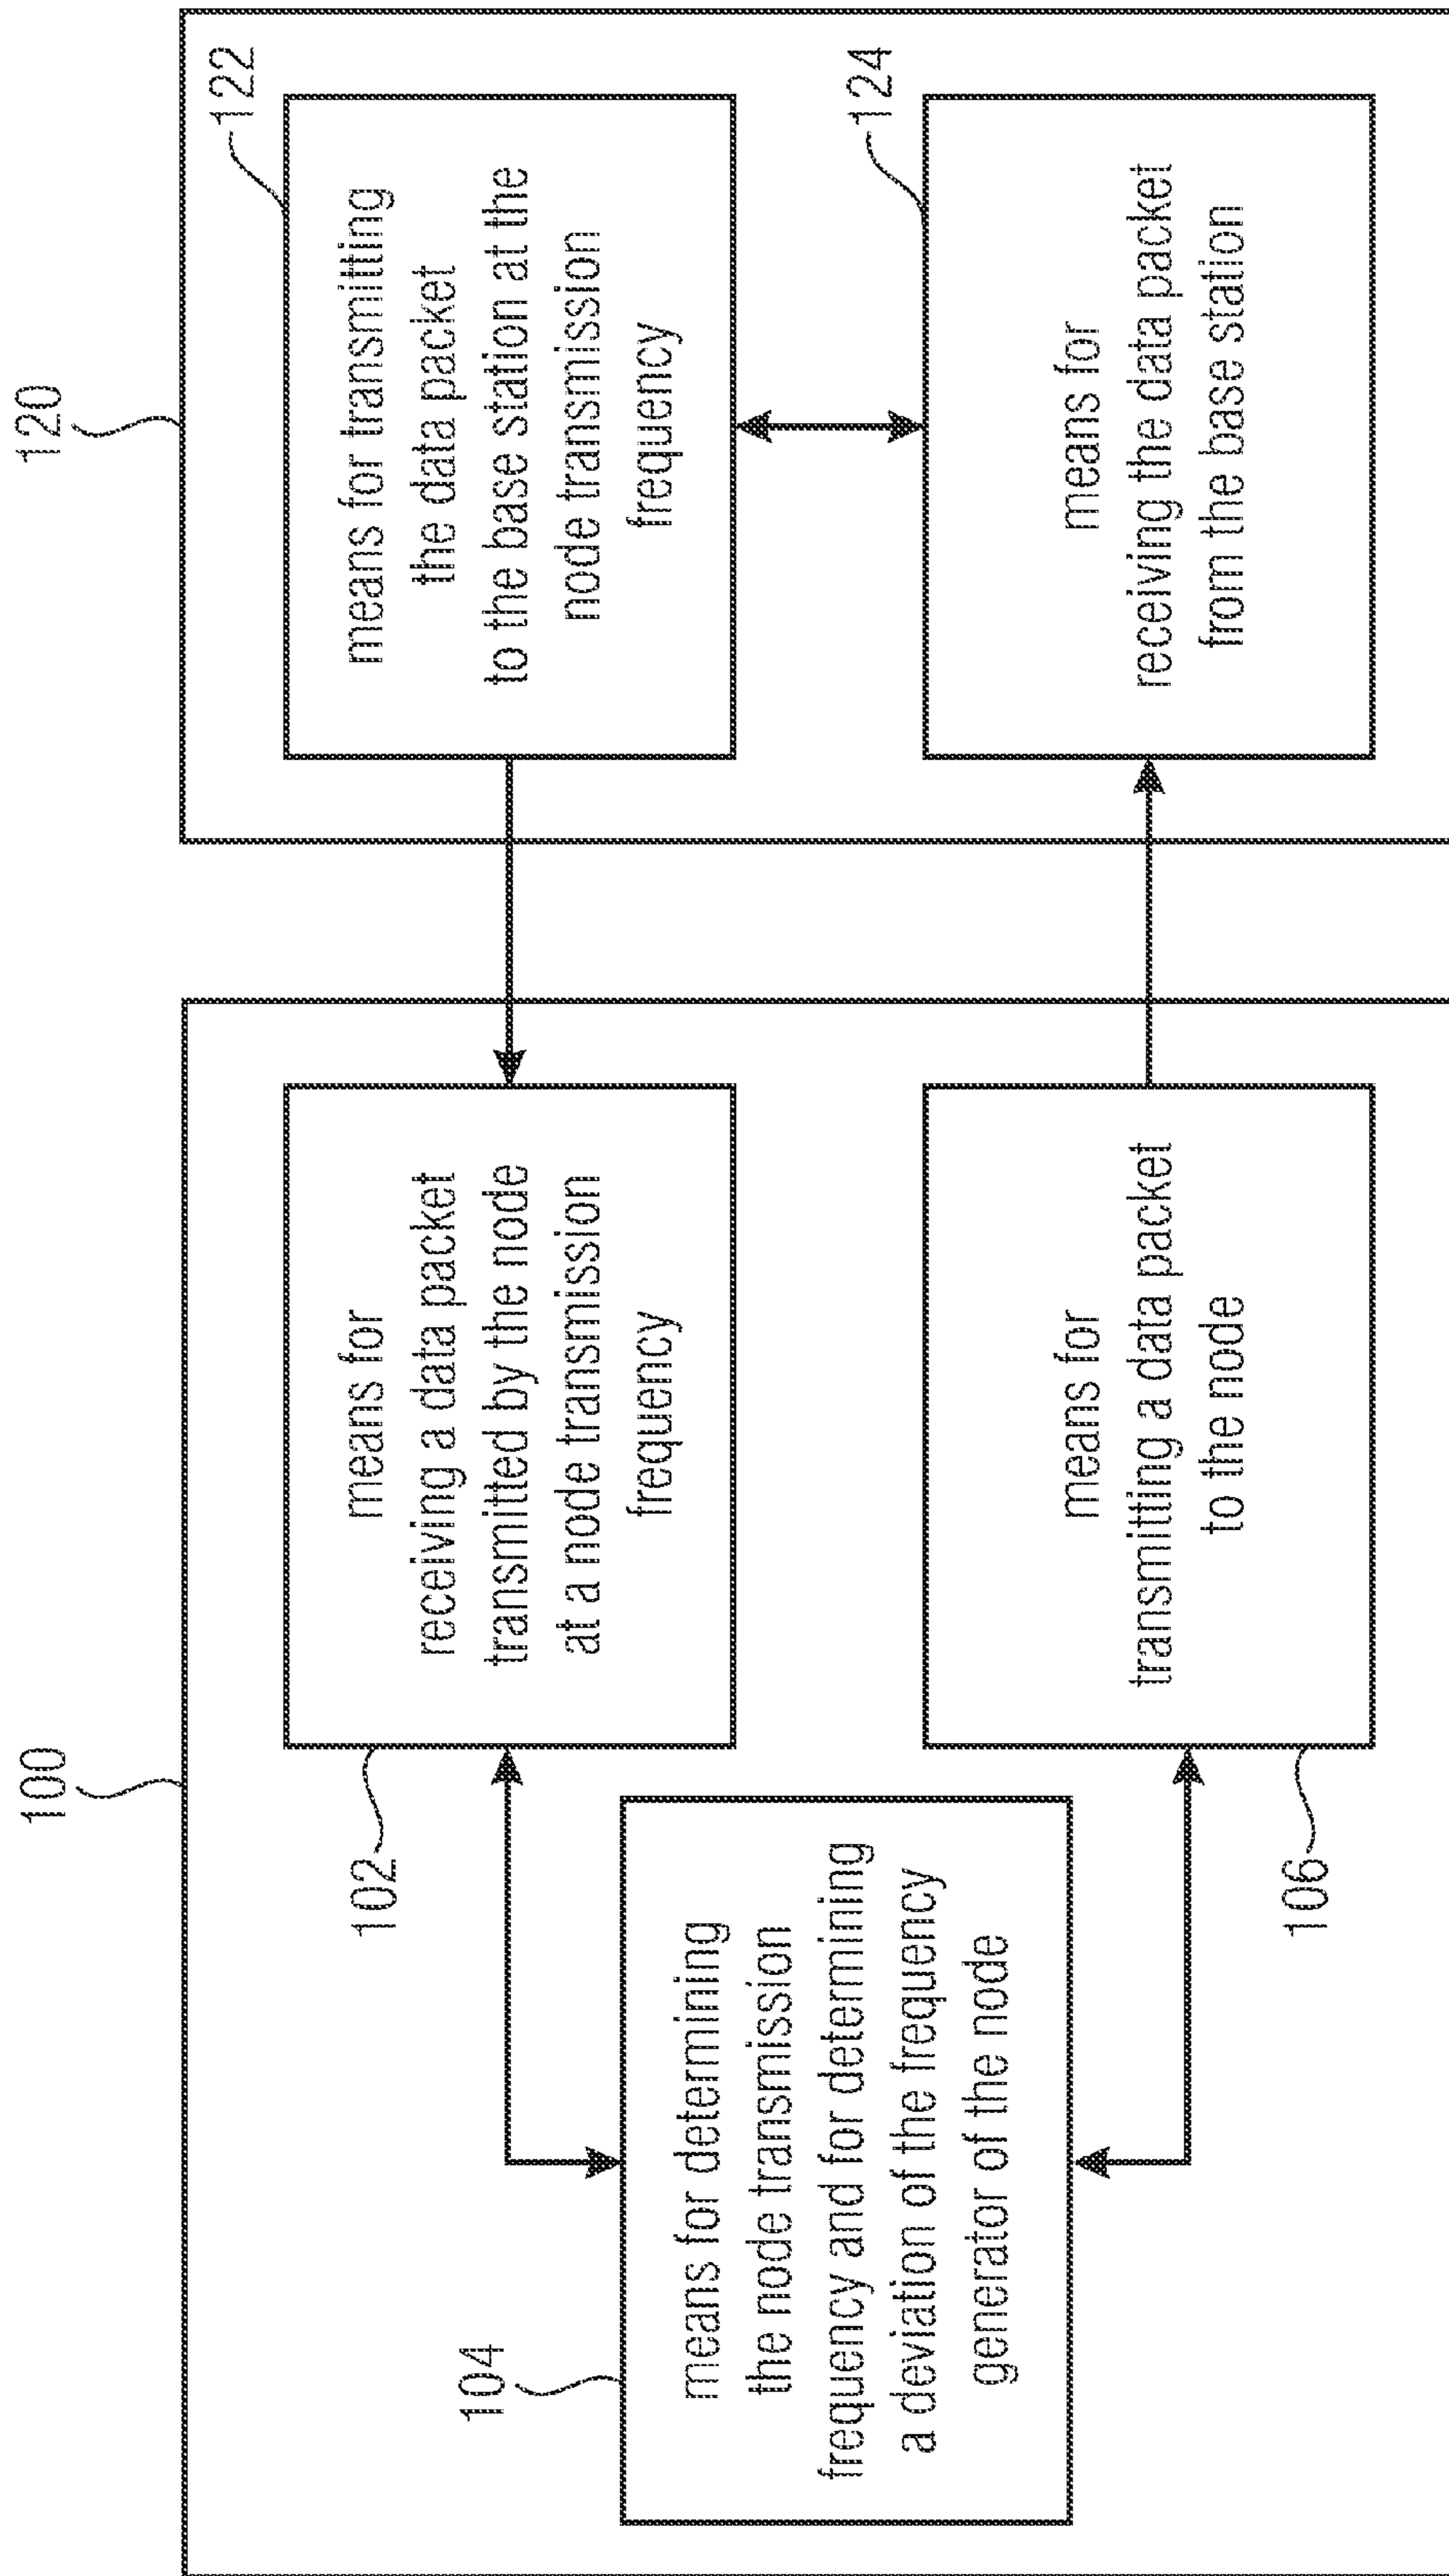 100
104
means for determining
the node transmission
frequency and for determining
a deviation of the frequency
generator of the node
102
means for
receiving a data packet
transmitted by the node
at a node transmission
frequency
106
means for
transmitting a data packet
to the node
120
122
means for transmitting
the data packet
to the base station at the
node transmission
frequency
124
means for
receiving the data packet
from the base station